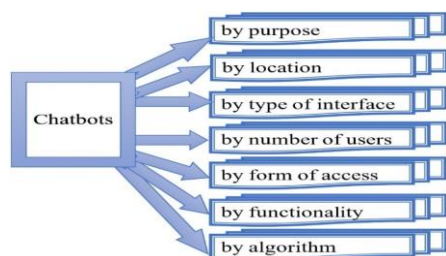 Chatbots
by purpose
by location
by type of interface
by number of users
by form of access
by functionality
by algorithm